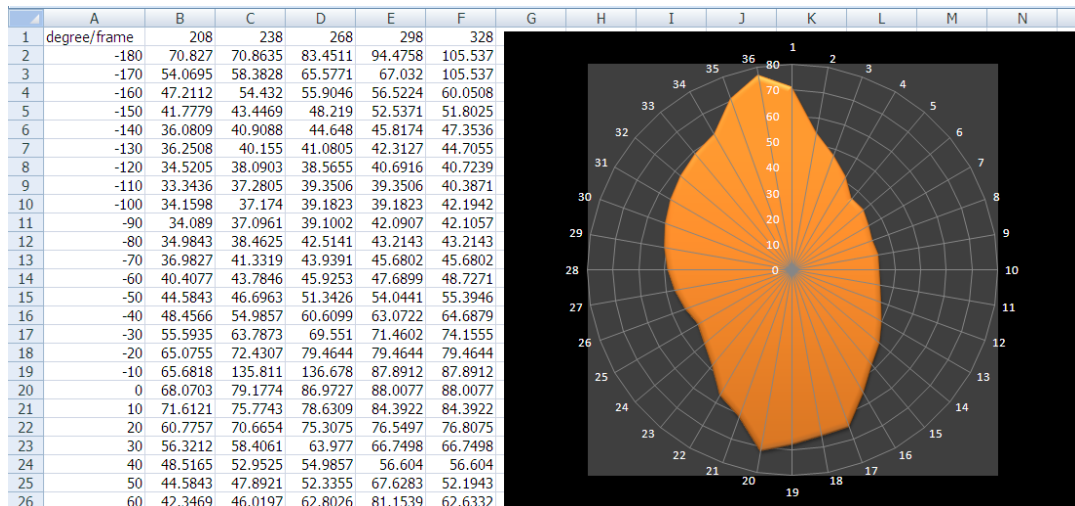 A B C D E F G H I J K L M N
1 degree/frame 208 238 268 298 328
2 -180 70.827 70.8635 83.4511 94.4758 105.537
3 -170 54.0695 58.3828 65.5771 67.032 105.537
4 -160 47.2112 54.432 55.9046 56.5224 60.0508
5 -150 41.7779 43.4469 48.219 52.5371 51.8025
6 -140 36.0809 40.9088 44.648 45.8174 47.3536
7 -130 36.2508 40.155 41.0805 42.3127 44.7055
8 -120 34.5205 38.0903 38.5655 40.6916 40.7239
9 -110 33.3436 37.2805 39.3506 39.3506 40.3871
10 -100 34.1598 37.174 39.1823 39.1823 42.1942
11 -90 34.089 37.0961 39.1002 42.0907 42.1057
12 -80 34.9843 38.4625 42.5141 43.2143 43.2143
13 -70 36.9827 41.3319 43.9391 45.6802 45.6802
14 -60 40.4077 43.7846 45.9253 47.6899 48.7271
15 -50 44.5843 46.6963 51.3426 54.0441 55.3946
16 -40 48.4566 54.9857 60.6099 63.0722 64.6879
17 -30 55.5935 63.7873 69.551 71.4602 74.1555
18 -20 65.0755 72.4307 79.4644 79.4644 79.4644
19 -10 65.6818 135.811 136.678 87.8912 87.8912
20 0 68.0703 79.1774 86.9727 88.0077 88.0077
21 10 71.6121 75.7743 78.6309 84.3922 84.3922
22 20 60.7757 70.6654 75.3075 76.5497 76.8075
23 30 56.3212 58.4061 63.977 66.7498 66.7498
24 40 48.5165 52.9525 54.9857 56.604 56.604
25 50 44.5843 47.8921 52.3355 67.6283 52.1943
26 60 42.3469 46.0197 62.8026 81.1539 62.6332
1
2
3
4
5
6
7
8
9
10
11
12
13
14
15
16
17
18
19
20
21
22
23
24
25
26
27
28
29
30
31
32
33
34
35
36
80
70
60
50
40
30
20
10
0